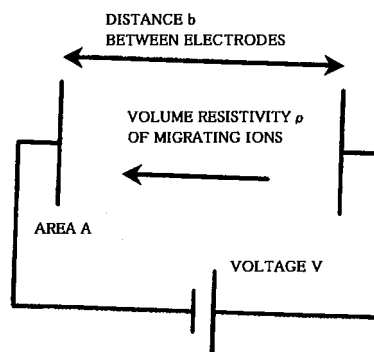 DISTANCE b
BETWEEN ELECTRODES
VOLUME RESISTIVITY ρ
OF MIGRATING IONS
AREA A
VOLTAGE V